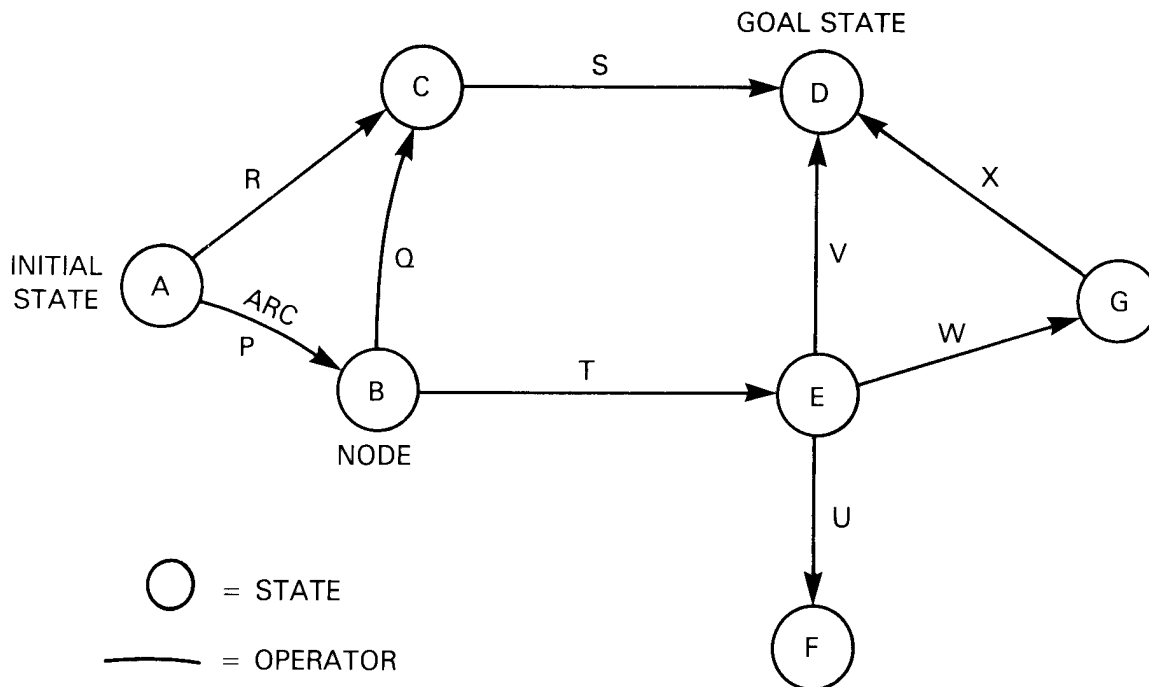 GOAL STATE
C
S
D
R
X
INITIAL
STATE
A
ARC
P
Q
V
G
W
B
T
E
NODE
U
= STATE
F
= OPERATOR